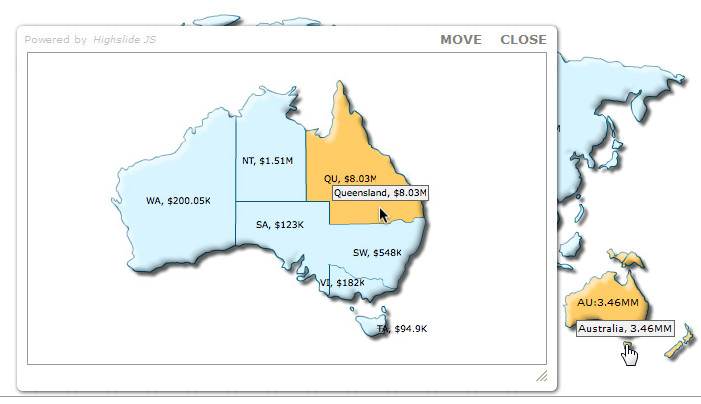 Powered by Highslide JS
MOVE CLOSE
NT, $1.51M
QU, $8.03M
Queensland, $8.03M
WA, $200.05K
SA, $123K
SW, $548K
VI, $182K
TA, $94.9K
AU:3.46MM
Australia, 3.46MM